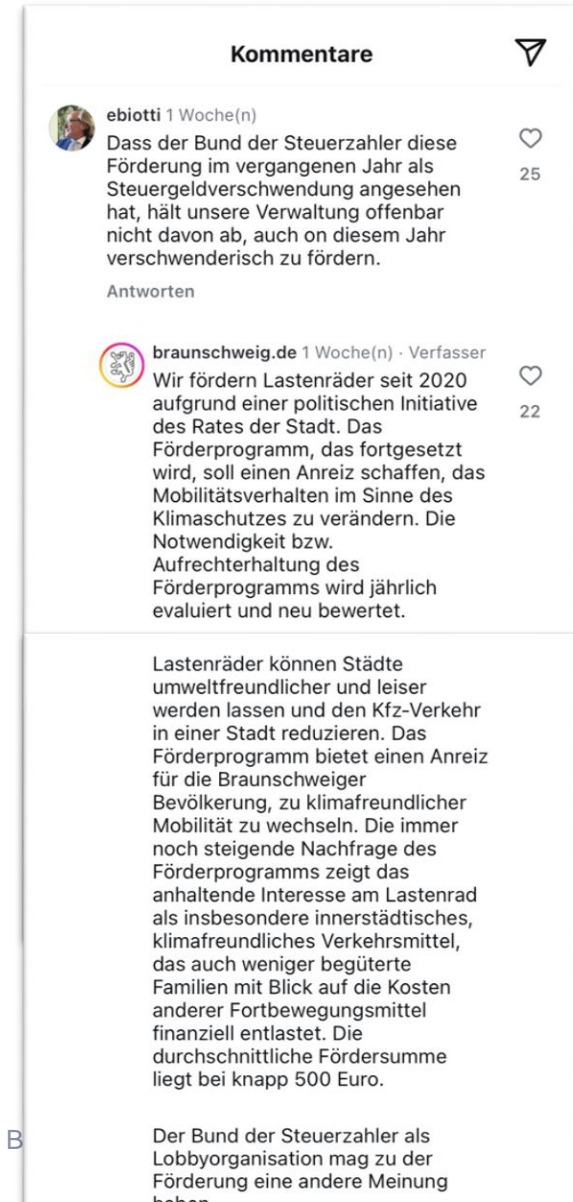 Kommentare
ebiotti 1 Woche(n)
Dass der Bund der Steuerzahler diese
Förderung im vergangenen Jahr als
Steuergeldverschwendung angesehen
hat, hält unsere Verwaltung offenbar
nicht davon ab, auch on diesem Jahr
verschwenderisch zu fördern.
25
Antworten
braunschweig.de 1 Woche(n) · Verfasser
Wir fördern Lastenräder seit 2020
aufgrund einer politischen Initiative
des Rates der Stadt. Das
Förderprogramm, das fortgesetzt
wird, soll einen Anreiz schaffen, das
Mobilitätsverhalten im Sinne des
Klimaschutzes zu verändern. Die
Notwendigkeit bzw.
Aufrechterhaltung des
Förderprogramms wird jährlich
evaluiert und neu bewertet.
22
Lastenräder können Städte
umweltfreundlicher und leiser
werden lassen und den Kfz-Verkehr
in einer Stadt reduzieren. Das
Förderprogramm bietet einen Anreiz
für die Braunschweiger
Bevölkerung, zu klimafreundlicher
Mobilität zu wechseln. Die immer
noch steigende Nachfrage des
Förderprogramms zeigt das
anhaltende Interesse am Lastenrad
als insbesondere innerstädtisches,
klimafreundliches Verkehrsmittel,
das auch weniger begüterte
Familien mit Blick auf die Kosten
anderer Fortbewegungsmittel
finanziell entlastet. Die
durchschnittliche Fördersumme
liegt bei knapp 500 Euro.
B
Der Bund der Steuerzahler als
Lobbyorganisation mag zu der
Förderung eine andere Meinung